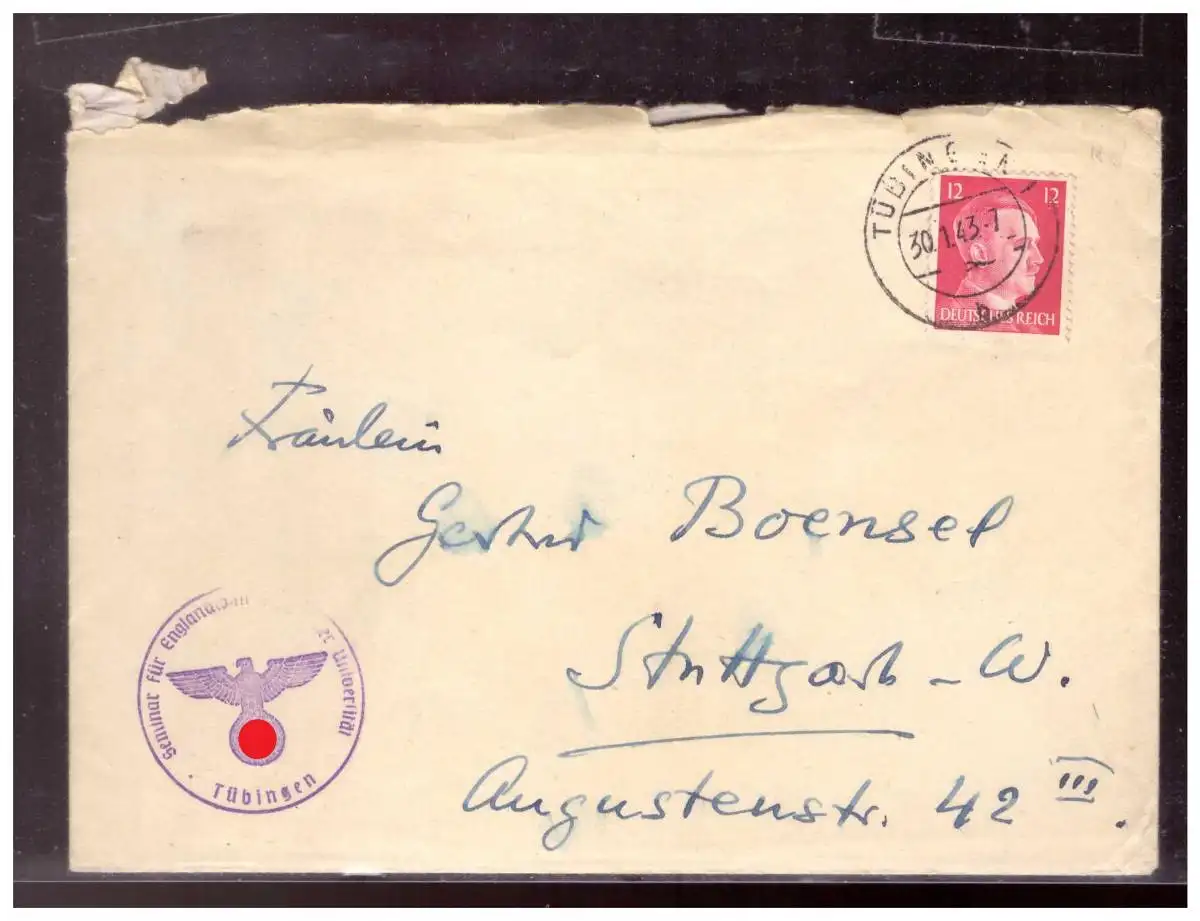 TÜBINGEN
30.1.43.-7
12 12
DEUTSCHES REICH
Fräulein
Gertrud Boensel
Stuttgart-W.
Augustenstr. 42 III.
Seminar für Universität
Tübingen